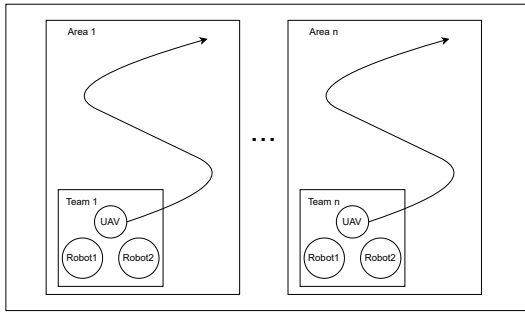 Area 1
Team 1
UAV
Robot1
Robot2
...
Area n
Team n
UAV
Robot1
Robot2